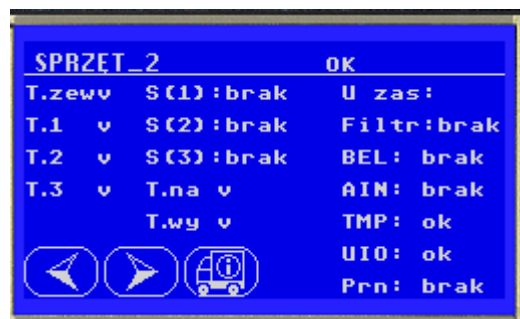 SPRZĘT_2 OK
T.zewv S(1):brak U zas:
T.1 v S(2):brak Filtr:brak
T.2 v S(3):brak BEL: brak
T.3 v T.na v AIN: brak
T.wy v TMP: ok
UIO: ok
Prn: brak